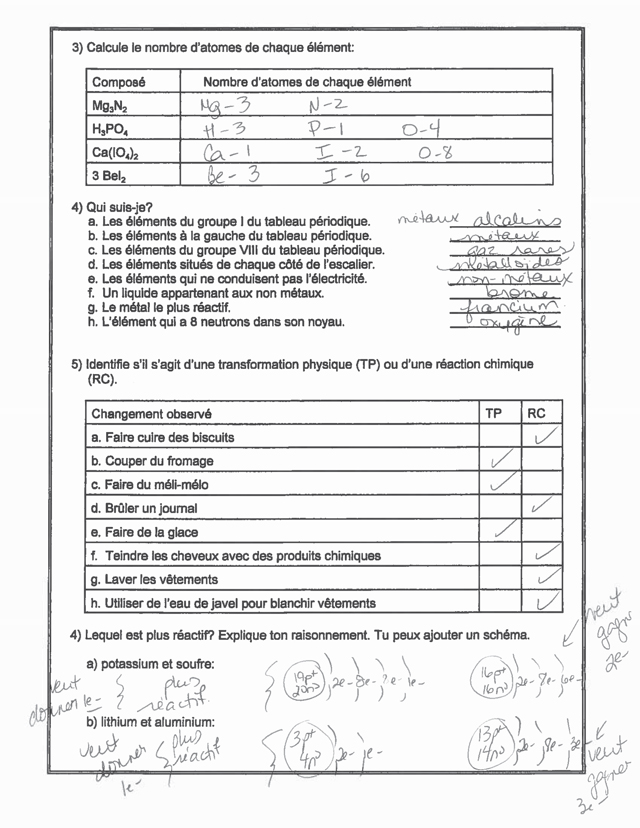 3) Calcule le nombre d'atomes de chaque élément:
Composé Nombre d'atomes de chaque élément
Mg₃N₂ Mg-3 N-2
H₃PO₄ H-3 P-1 O-4
Ca(IO₄)₂ Ca-1 I-2 O-8
3 BeI₂ Be-3 I-6
4) Qui suis-je?
a. Les éléments du groupe I du tableau périodique. métaux alcalins
b. Les éléments à la gauche du tableau périodique. métaux
c. Les éléments du groupe VIII du tableau périodique. gaz rares
d. Les éléments situés de chaque côté de l'escalier. métalloïdes
e. Les éléments qui ne conduisent pas l'électricité. non-métaux
f. Un liquide appartenant aux non métaux. brome
g. Le métal le plus réactif. francium
h. L'élément qui a 8 neutrons dans son noyau. oxygène
5) Identifie s'il s'agit d'une transformation physique (TP) ou d'une réaction chimique
(RC).
Changement observé TP RC
a. Faire cuire des biscuits ✓
b. Couper du fromage ✓
c. Faire du méli-mélo ✓
d. Brûler un journal ✓
e. Faire de la glace ✓
f. Teindre les cheveux avec des produits chimiques ✓
g. Laver les vêtements ✓
h. Utiliser de l'eau de javel pour blanchir vêtements ✓
4) Lequel est plus réactif? Explique ton raisonnement. Tu peux ajouter un schéma.
veut
gagner
2e-
a) potassium et soufre:
veut
donner 1e-
plus
réactif
19p+
20n°
2e- 8e- 8e- 1e-
16p+
16n°
2e- 8e- 6e-
b) lithium et aluminium:
veut
donner
1e-
plus
réactif
3p+
4n°
2e- 1e-
13p+
14n°
2e- 8e- 3e-
veut
gagner
3e-